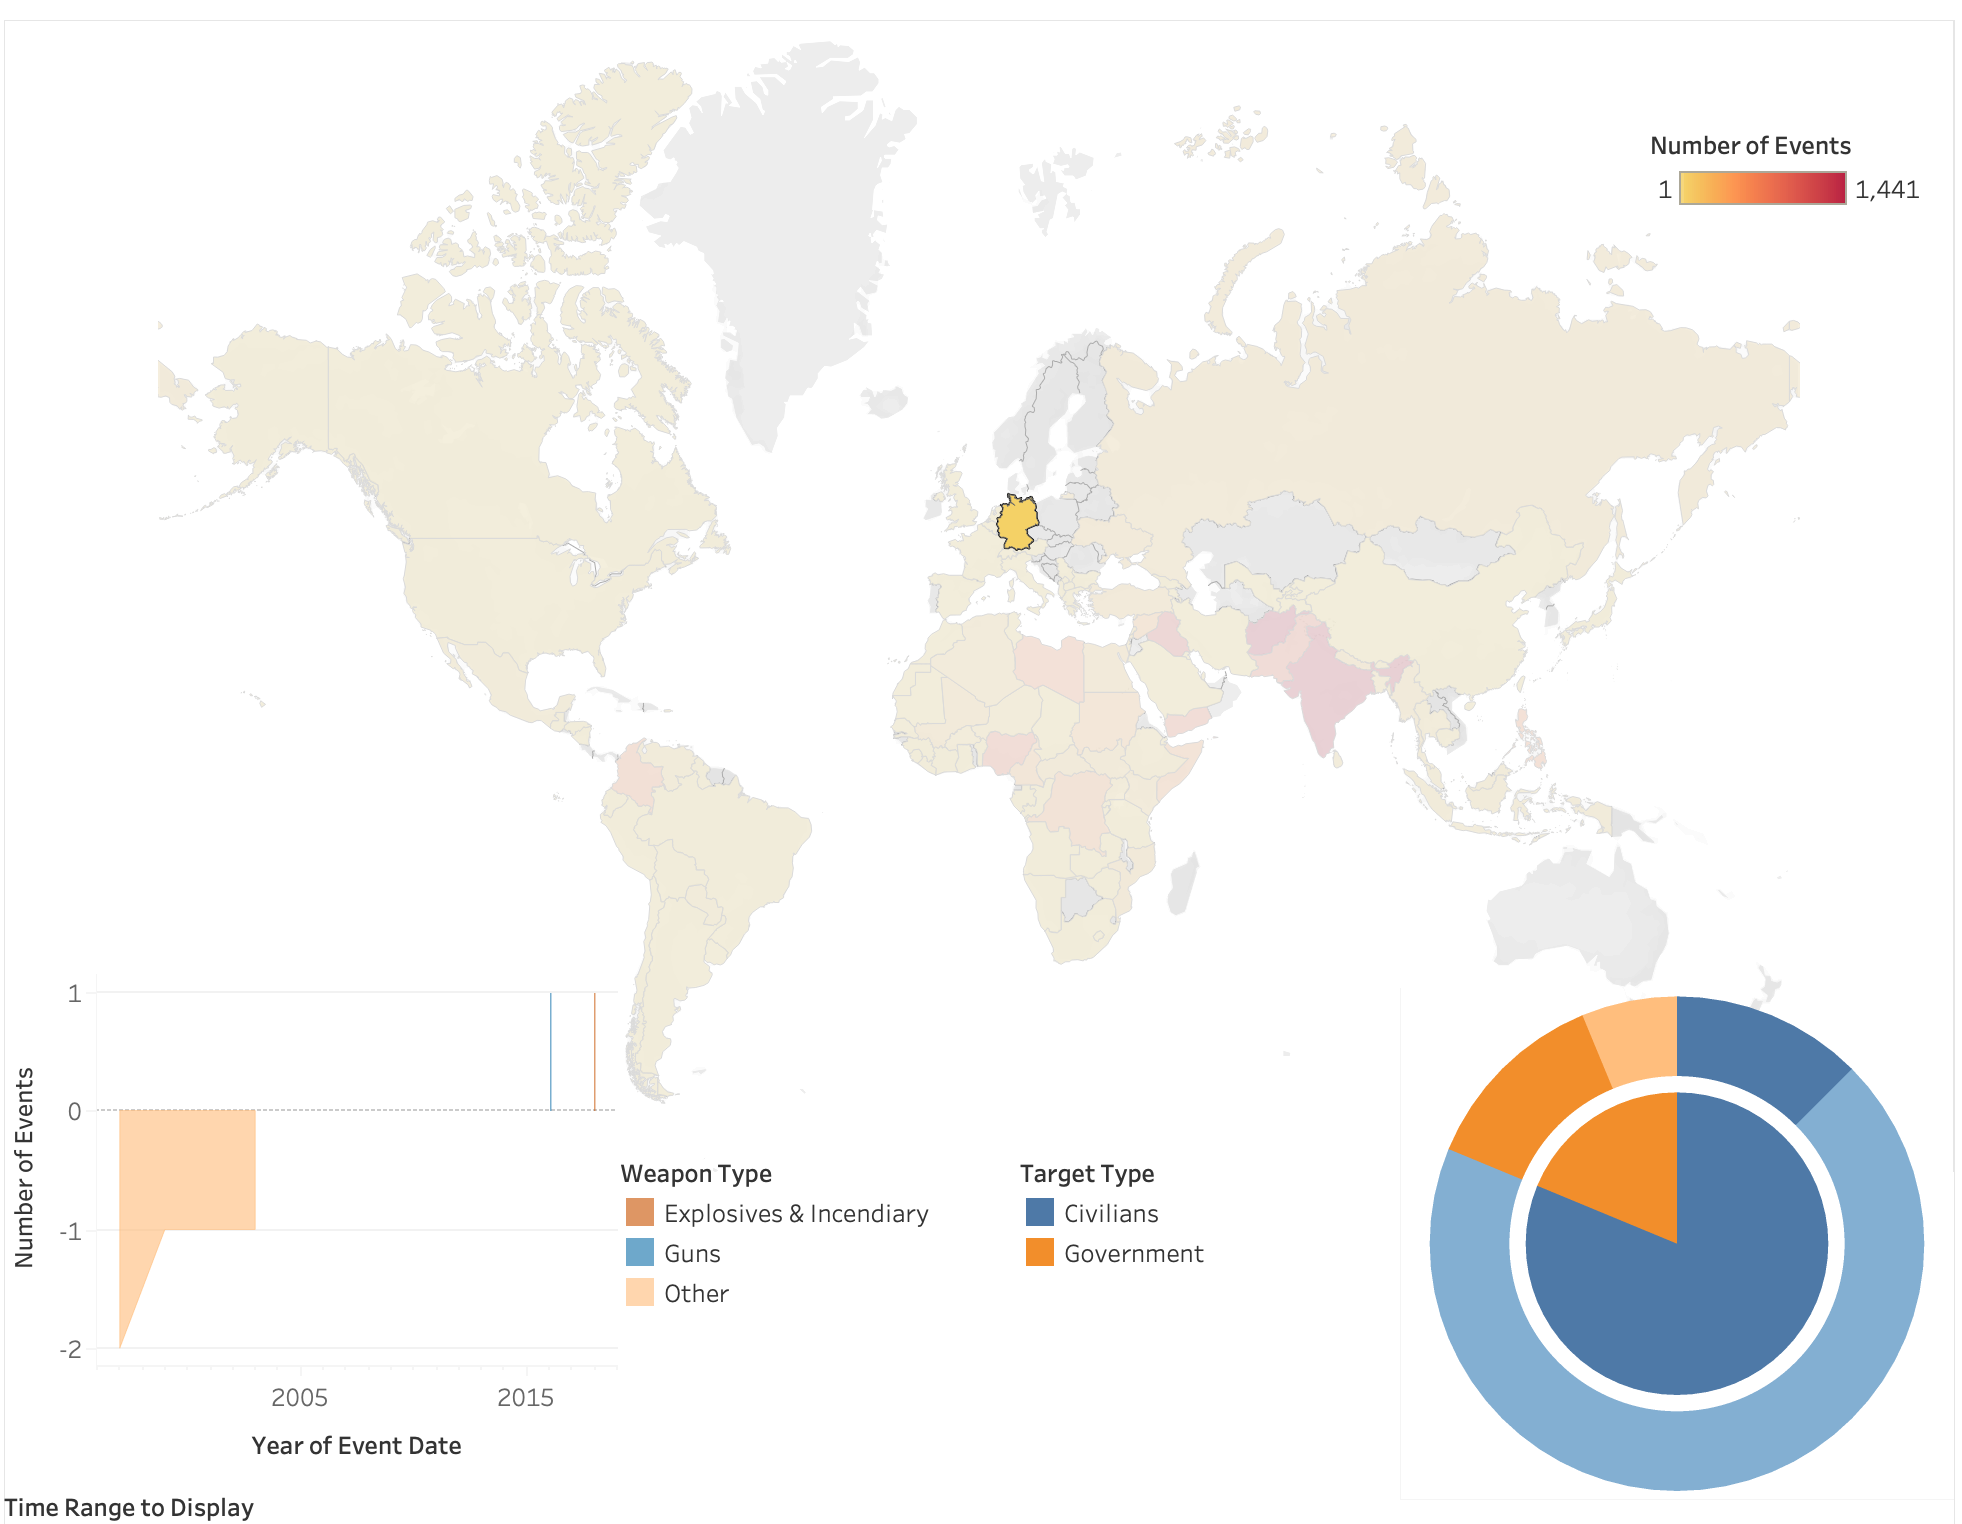 Number of Events
1
1,441
1
0
-1
-2
Number of Events
2005
2015
Year of Event Date
Weapon Type
Explosives & Incendiary
Guns
Other
Target Type
Civilians
Government
Time Range to Display